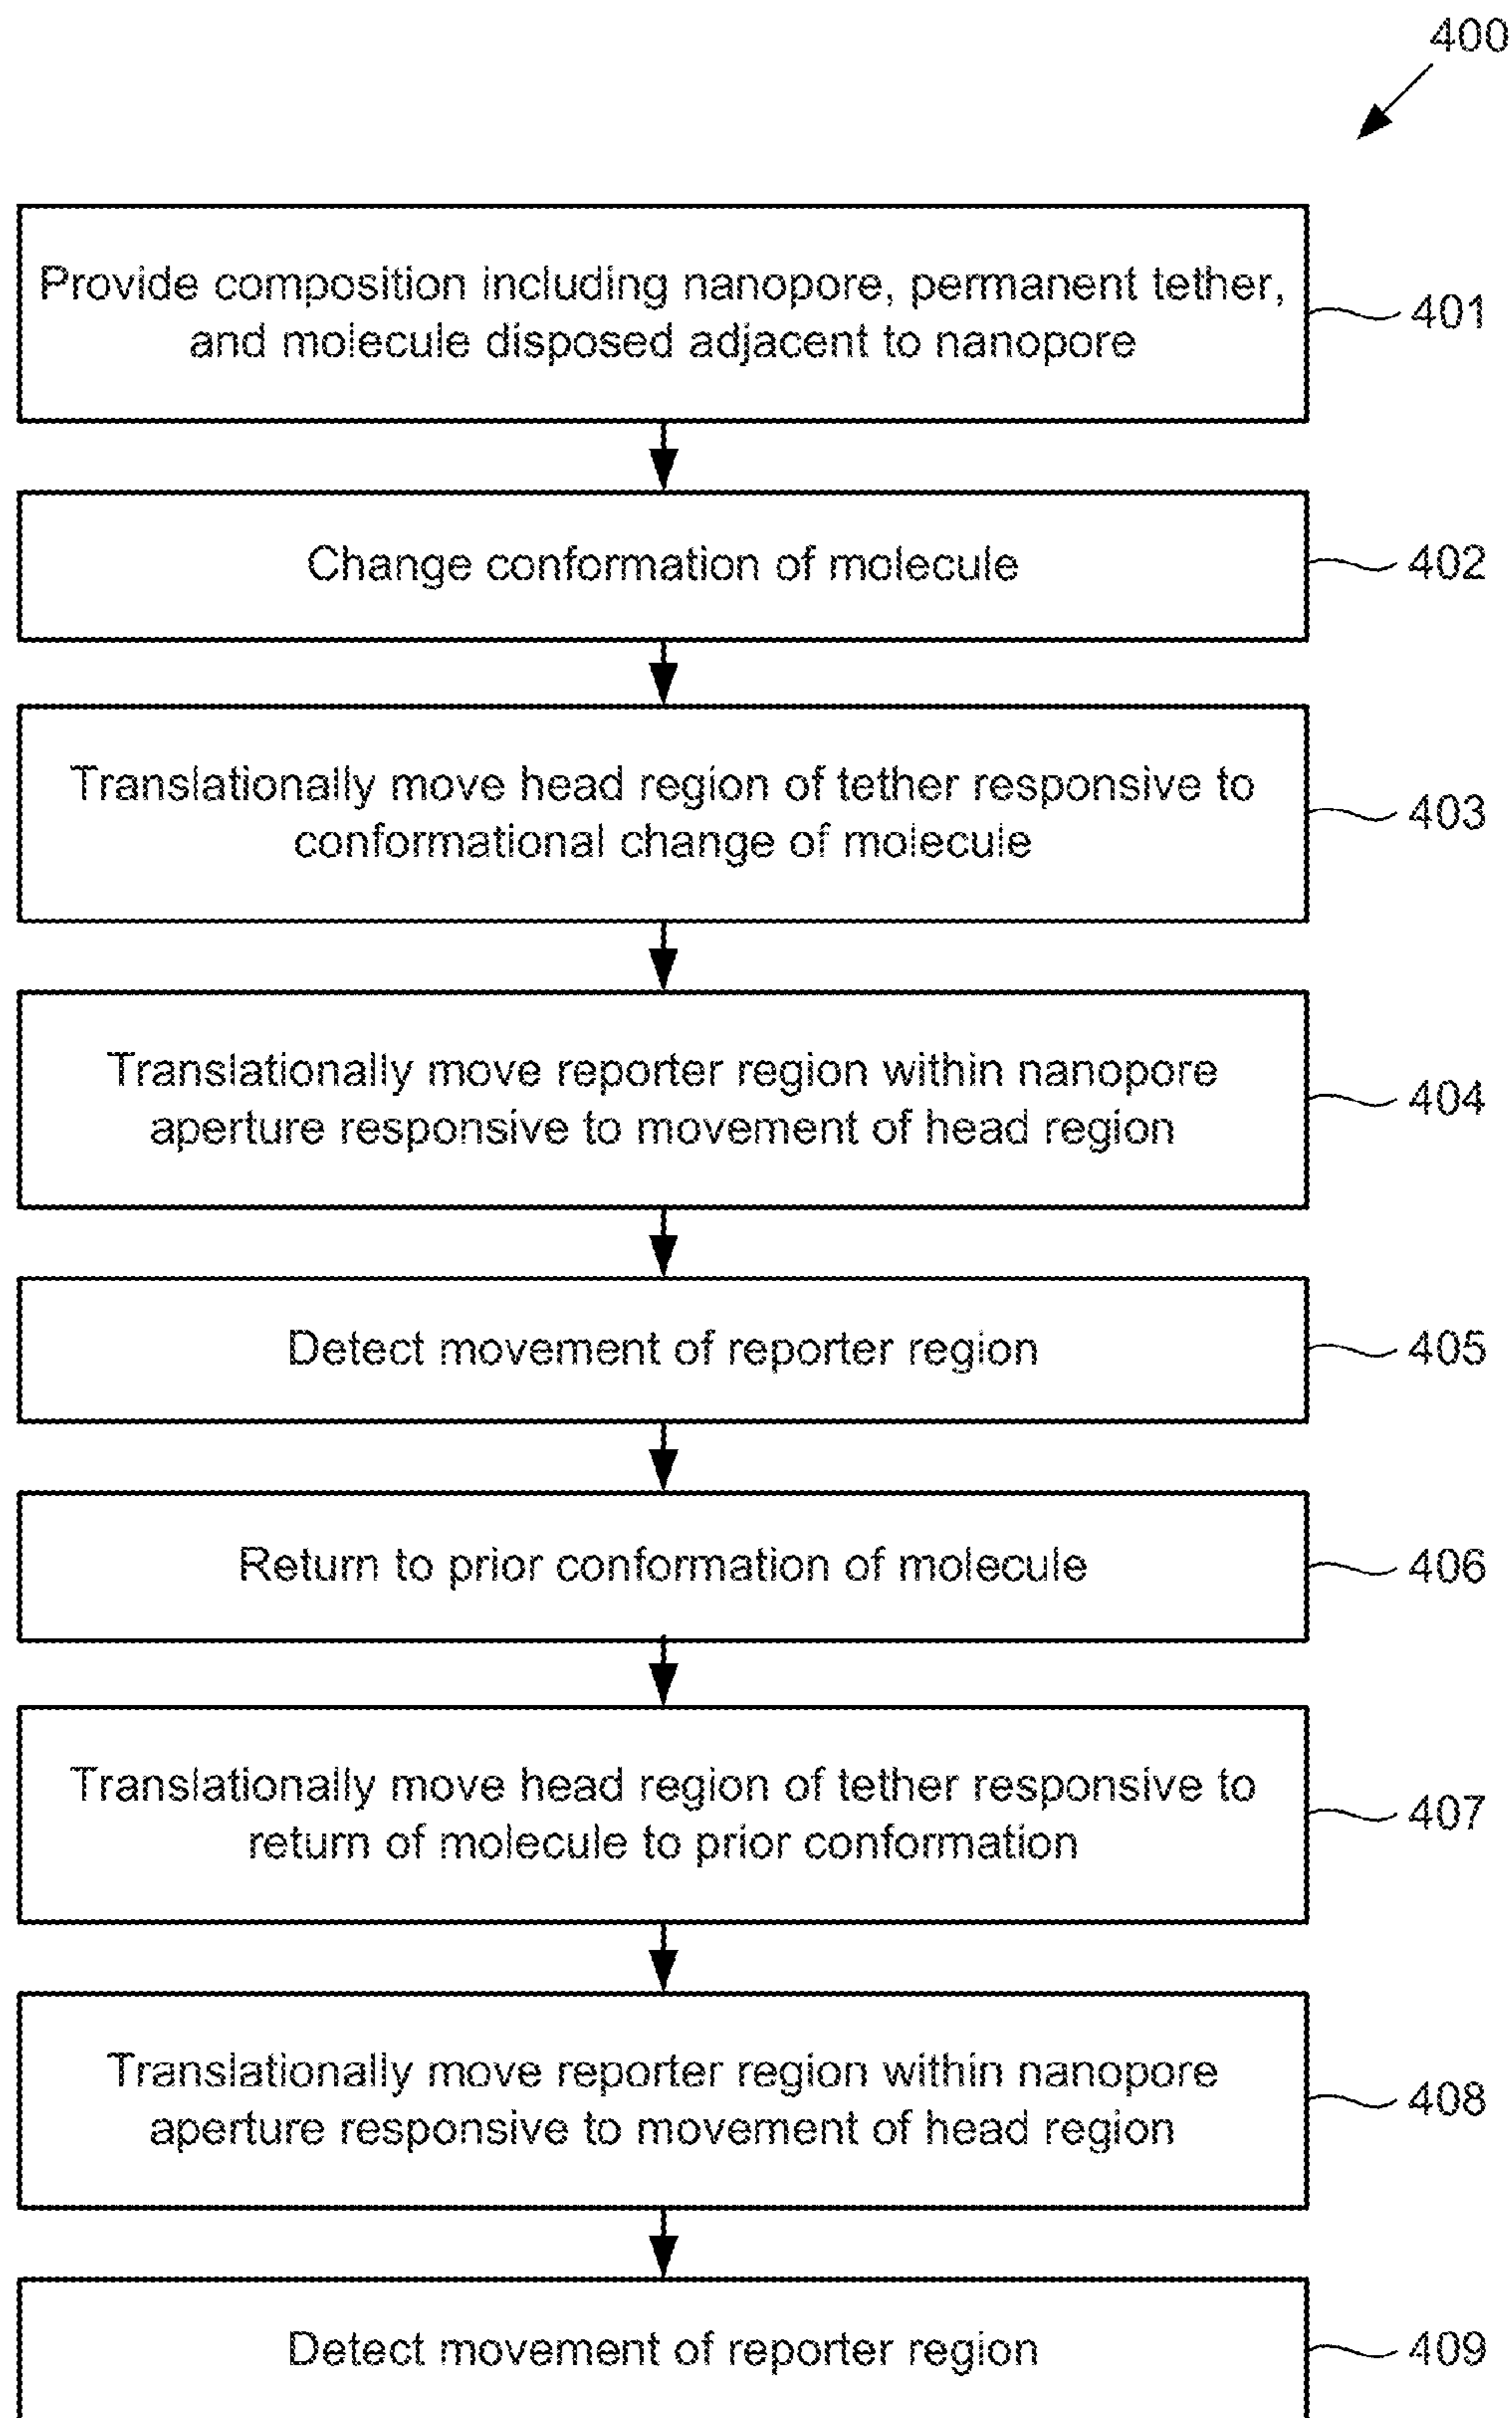 400
Provide composition including nanopore, permanent tether,
and molecule disposed adjacent to nanopore
401
Change conformation of molecule
402
Translationally move head region of tether responsive to
conformational change of molecule
403
Translationally move reporter region within nanopore
aperture responsive to movement of head region
404
Detect movement of reporter region
405
Return to prior conformation of molecule
406
Translationally move head region of tether responsive to
return of molecule to prior conformation
407
Translationally move reporter region within nanopore
aperture responsive to movement of head region
408
Detect movement of reporter region
409